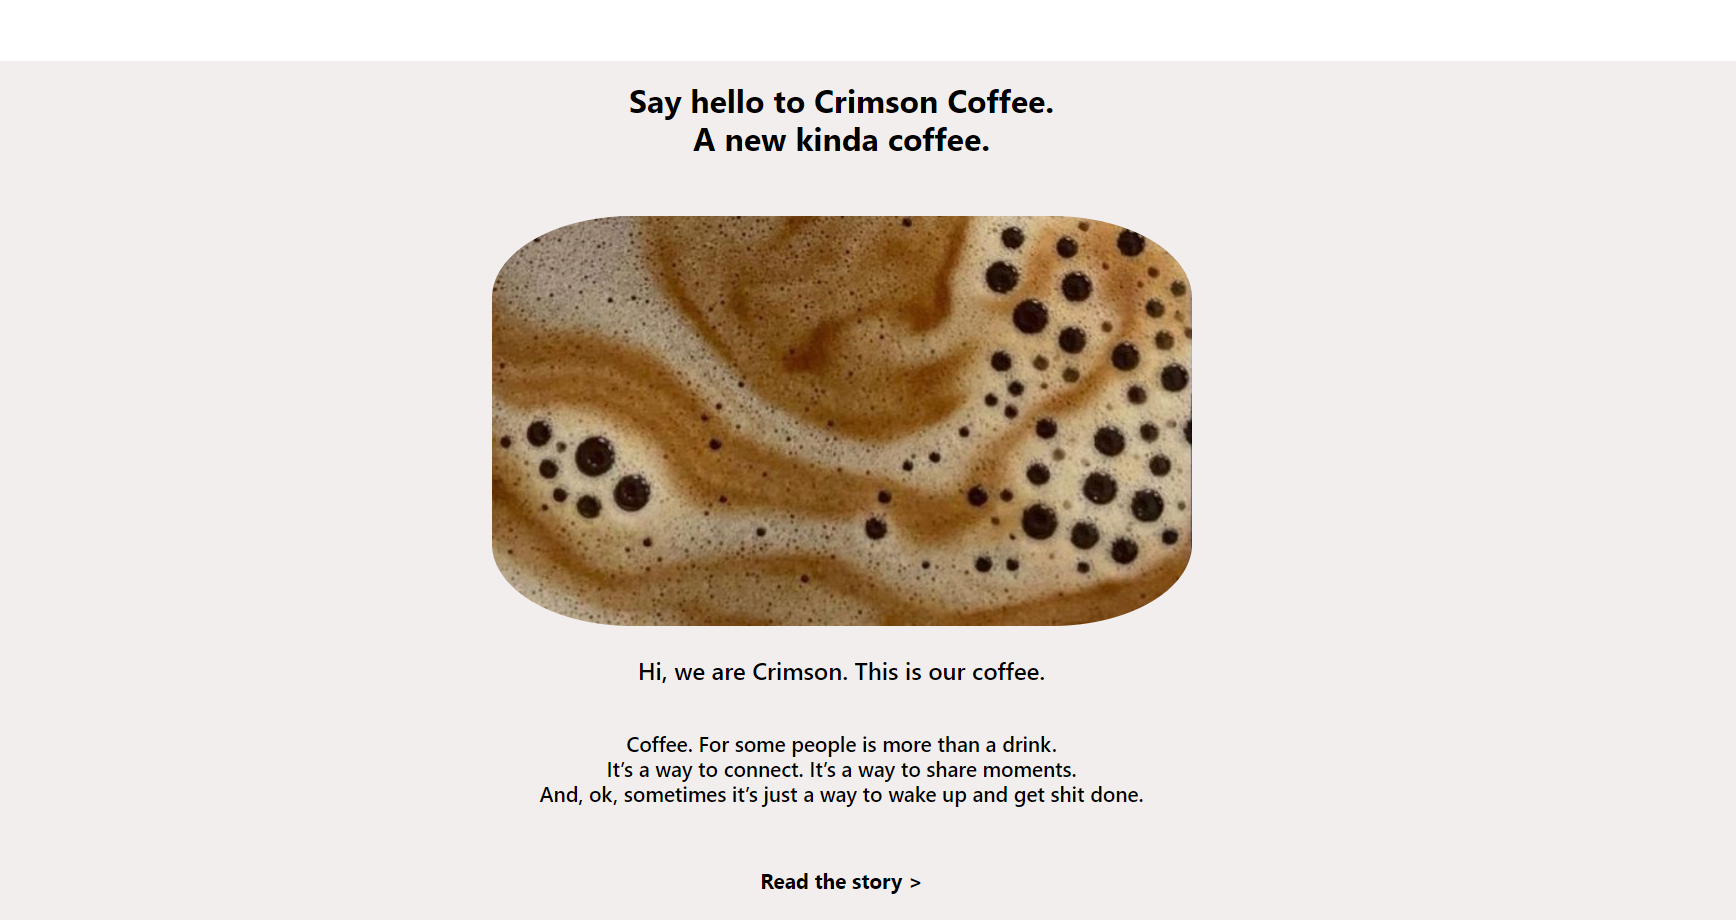 Say hello to Crimson Coffee.
A new kinda coffee.
Hi, we are Crimson. This is our coffee.
Coffee. For some people is more than a drink.
It’s a way to connect. It’s a way to share moments.
And, ok, sometimes it’s just a way to wake up and get shit done.
Read the story >